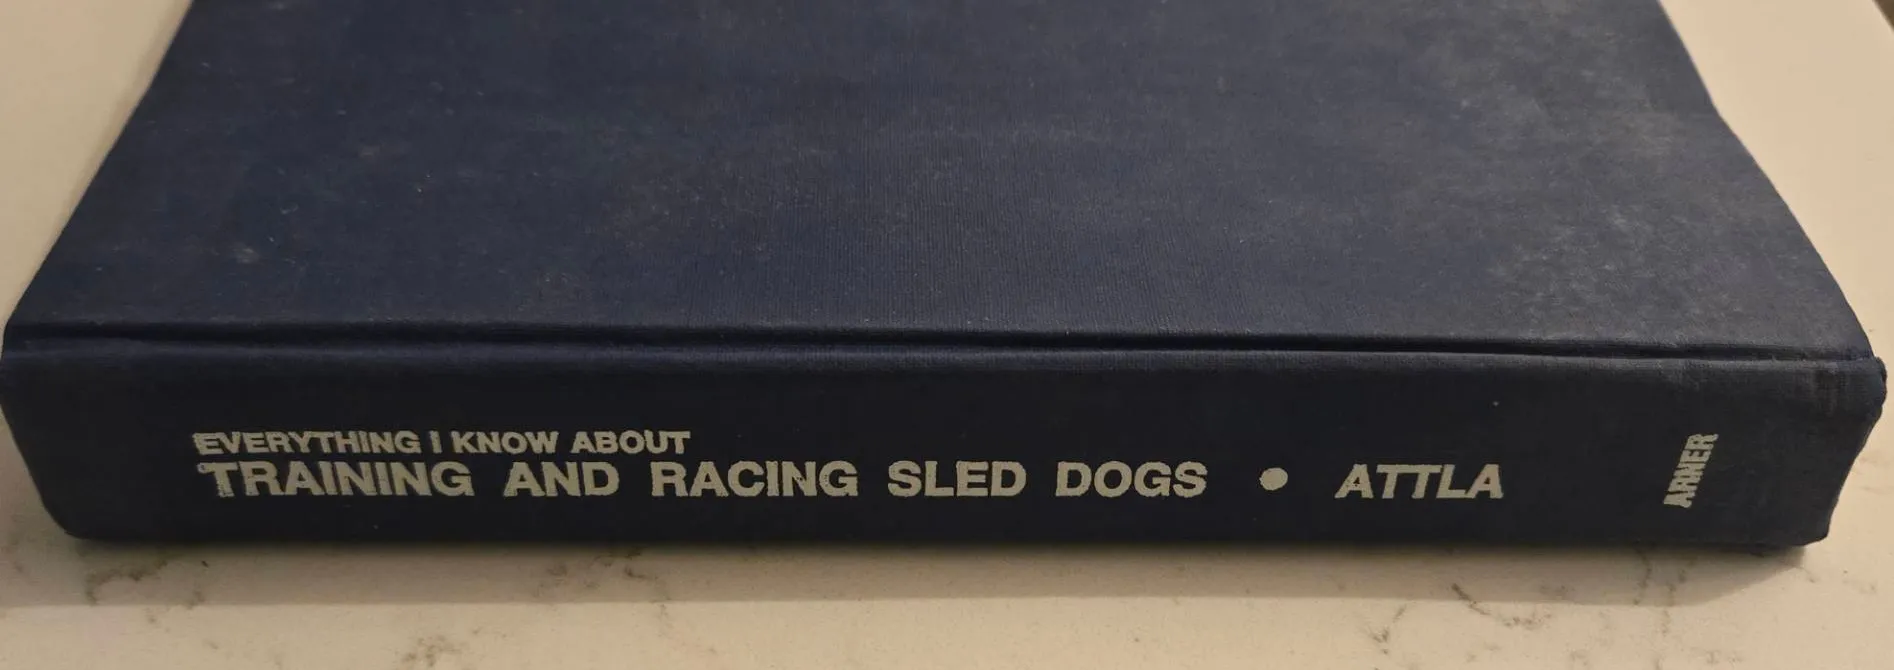 EVERYTHING I KNOW ABOUT
TRAINING AND RACING SLED DOGS • ATTLA
ARNER